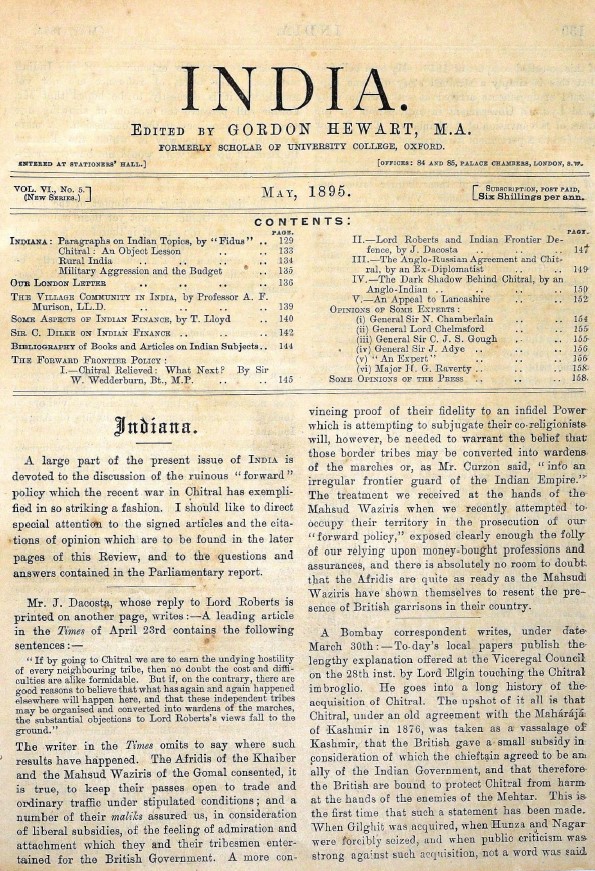 INDIA.
EDITED BY GORDON HEWART, M.A.
FORMERLY SCHOLAR OF UNIVERSITY COLLEGE, OXFORD.
ENTERED AT STATIONERS' HALL.]
[OFFICES: 84 AND 85, PALACE CHAMBERS, LONDON, S.W.
VOL. VI., No. 5.]
(NEW SERIES.)
MAY, 1895.
[SUBSCRIPTION, POST PAID,
Six Shillings per ann.
CONTENTS:
PAGE.
INDIANA: Paragraphs on Indian Topics, by "Fidus" .. 129
Chitral: An Object Lesson .. .. 133
Rural India .. .. .. .. 134
Military Aggression and the Budget .. 135
OUR LONDON LETTER .. .. .. .. 136
THE VILLAGE COMMUNITY IN INDIA, by Professor A. F.
Murison, LL.D. .. .. .. .. 139
SOME ASPECTS OF INDIAN FINANCE, by T. Lloyd .. 140
SIR C. DILKE ON INDIAN FINANCE .. .. .. 142
BIBLIOGRAPHY of Books and Articles on Indian Subjects.. 144
THE FORWARD FRONTIER POLICY:
I.—Chitral Relieved: What Next? By Sir
W. Wedderburn, Bt., M.P. .. .. .. 145
PAGE.
II.—Lord Roberts and Indian Frontier De-
fence, by J. Dacosta .. .. .. 147
III.—The Anglo-Russian Agreement and Chit-
ral, by an Ex-Diplomatist .. .. 149
IV.—The Dark Shadow Behind Chitral, by an
Anglo-Indian .. .. .. .. 150
V.—An Appeal to Lancashire .. .. 152
OPINIONS OF SOME EXPERTS:
(i) General Sir N. Chamberlain .. .. 154
(ii) General Lord Chelmsford .. .. 155
(iii) General Sir C. J. S. Gough .. .. 155
(iv) General Sir J. Adye .. .. .. 156
(v) "An Expert" .. .. .. .. 156
(vi) Major H. G. Raverty .. .. .. 158
SOME OPINIONS OF THE PRESS .. .. .. 158
Indiana.
A large part of the present issue of INDIA is
devoted to the discussion of the ruinous "forward"
policy which the recent war in Chitral has exempli-
fied in so striking a fashion. I should like to direct
special attention to the signed articles and the cita-
tions of opinion which are to be found in the later
pages of this Review, and to the questions and
answers contained in the Parliamentary report.
Mr. J. Dacosta, whose reply to Lord Roberts is
printed on another page, writes:—A leading article
in the Times of April 23rd contains the following
sentences:—
"If by going to Chitral we are to earn the undying hostility
of every neighbouring tribe, then no doubt the cost and diffi-
culties are alike formidable. But if, on the contrary, there are
good reasons to believe that what has again and again happened
elsewhere will happen here, and that these independent tribes
may be organised and converted into wardens of the marches,
the substantial objections to Lord Roberts's views fall to the
ground."
The writer in the Times omits to say where such
results have happened. The Afridis of the Khaiber
and the Mahsud Waziris of the Gomal consented, it
is true, to keep their passes open to trade and
ordinary traffic under stipulated conditions; and a
number of their maliks assured us, in consideration
of liberal subsidies, of the feeling of admiration and
attachment which they and their tribesmen enter-
tained for the British Government. A more con-
vincing proof of their fidelity to an infidel Power
which is attempting to subjugate their co-religionists
will, however, be needed to warrant the belief that
those border tribes may be converted into wardens
of the marches or, as Mr. Curzon said, "into an
irregular frontier guard of the Indian Empire."
The treatment we received at the hands of the
Mahsud Waziris when we recently attempted to
occupy their territory in the prosecution of our
"forward policy," exposed clearly enough the folly
of our relying upon money-bought professions and
assurances, and there is absolutely no room to doubt
that the Afridis are quite as ready as the Mahsud
Waziris have shown themselves to resent the pre-
sence of British garrisons in their country.
A Bombay correspondent writes, under date
March 30th:—To-day's local papers publish the
lengthy explanation offered at the Viceregal Council
on the 28th inst. by Lord Elgin touching the Chitral
imbroglio. He goes into a long history of the
acquisition of Chitral. The upshot of it all is that
Chitral, under an old agreement with the Mahárájá
of Kashmir in 1876, was taken as a vassalage of
Kashmir, that the British gave a small subsidy in
consideration of which the chieftain agreed to be an
ally of the Indian Government, and that therefore
the British are bound to protect Chitral from harm
at the hands of the enemies of the Mehtar. This is
the first time that such a statement has been made.
When Gilghit was acquired, when Hunza and Nagar
were forcibly seized, and when public criticism was
strong against such acquisition, not a word was said